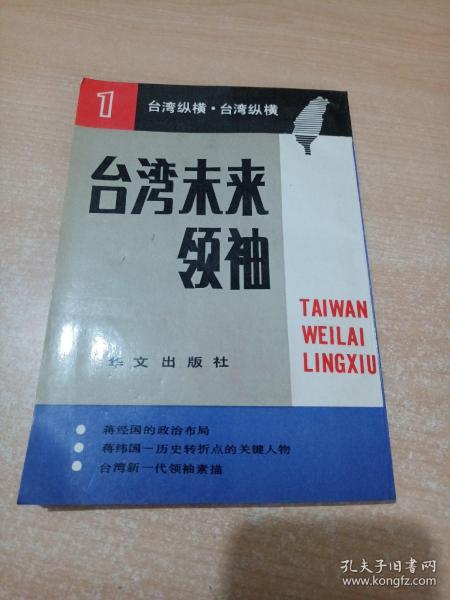 1
台湾纵横·台湾纵横
台湾未来
领袖
TAIWAN
WEILAI
LINGXIU
华文出版社
蒋经国的政治布局
蒋纬国一历史转折点的关键人物
台湾新一代领袖素描
孔夫子旧书网
www.kongfz.com